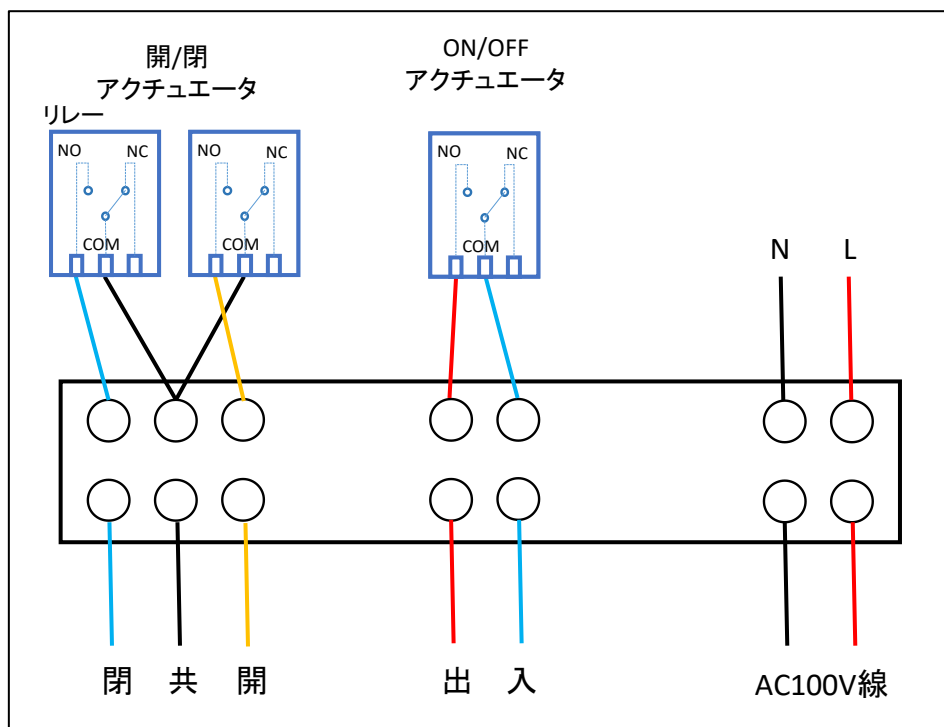 開/閉
アクチュエータ
ON/OFF
アクチュエータ
リレー
NO NC
COM
NO NC
COM
NO NC
COM
N L
閉 共 開
出 入
AC100V線